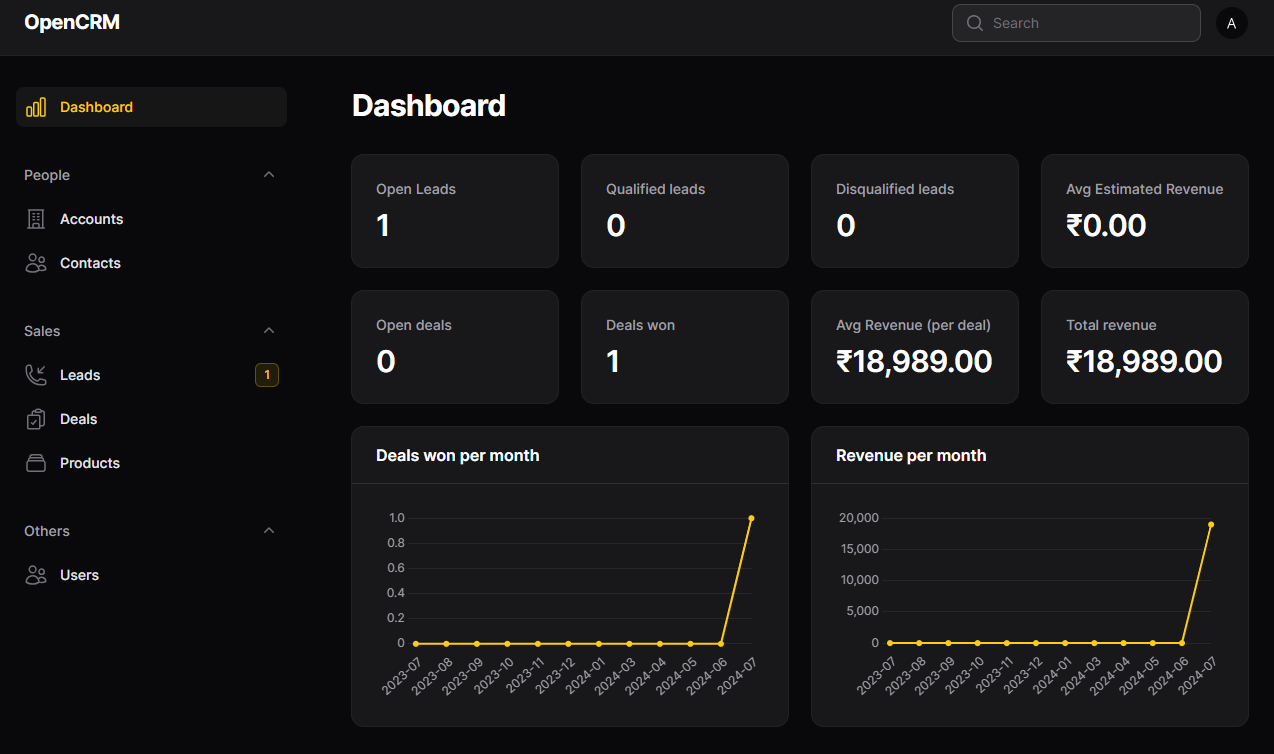 OpenCRM
Search
A
Dashboard
People
Accounts
Contacts
Sales
Leads
1
Deals
Products
Others
Users
Dashboard
Open Leads
1
Qualified leads
0
Disqualified leads
0
Avg Estimated Revenue
₹0.00
Open deals
0
Deals won
1
Avg Revenue (per deal)
₹18,989.00
Total revenue
₹18,989.00
Deals won per month
1.0
0.8
0.6
0.4
0.2
0
2023-07
2023-08
2023-09
2023-10
2023-11
2023-12
2024-01
2024-03
2024-04
2024-05
2024-06
2024-07
Revenue per month
20,000
15,000
10,000
5,000
0
2023-07
2023-08
2023-09
2023-10
2023-11
2023-12
2024-01
2024-03
2024-04
2024-05
2024-06
2024-07